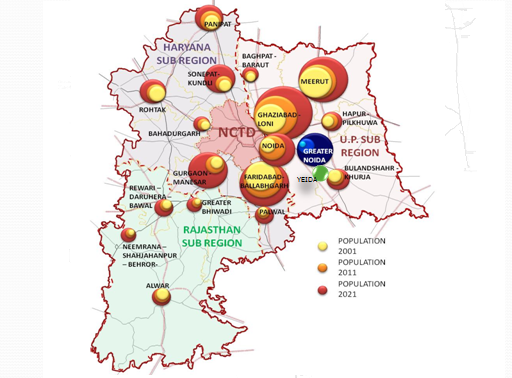 PANIPAT
HARYANA
SUB REGION
BAGHPAT -
BARAUT
SONEPAT-
KUNDLI
MEERUT
ROHTAK
GHAZIABAD-
LONI
HAPUR-
PILKHUWA
BAHADURGARH
NCTD
U.P. SUB
REGION
NOIDA
GREATER
NOIDA
GURGAON
MANESAR
FARIDABAD-
BALLABHGARH
YEIDA
BULANDSHAHR
KHURJA
REWARI -
DARUHERA-
BAWAL
GREATER
BHIWADI
PALWAL
RAJASTHAN
SUB REGION
NEEMRANA –
SHAHJAHANPUR
– BEHROR-
ALWAR
POPULATION
2001
POPULATION
2011
POPULATION
2021